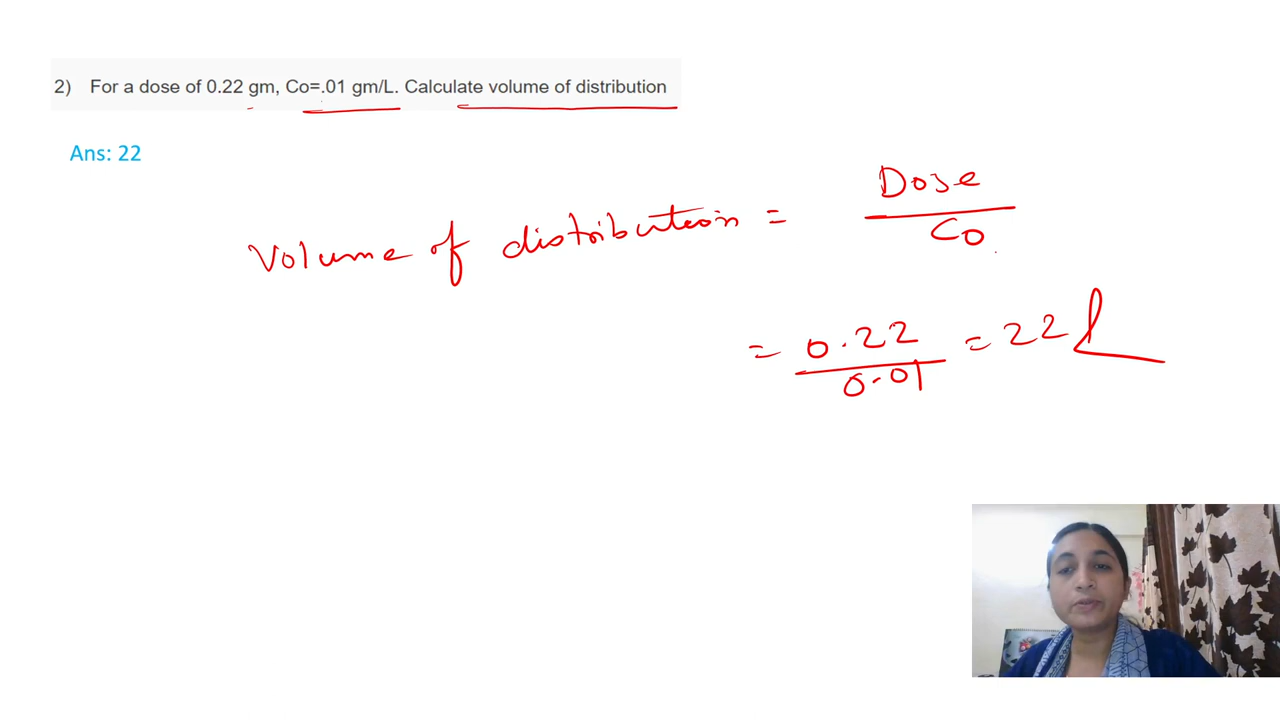 2) For a dose of 0.22 gm, Co=.01 gm/L. Calculate volume of distribution
Ans: 22
Volume of distribution = Dose / Co
= 0.22 / 0.01 = 22 l